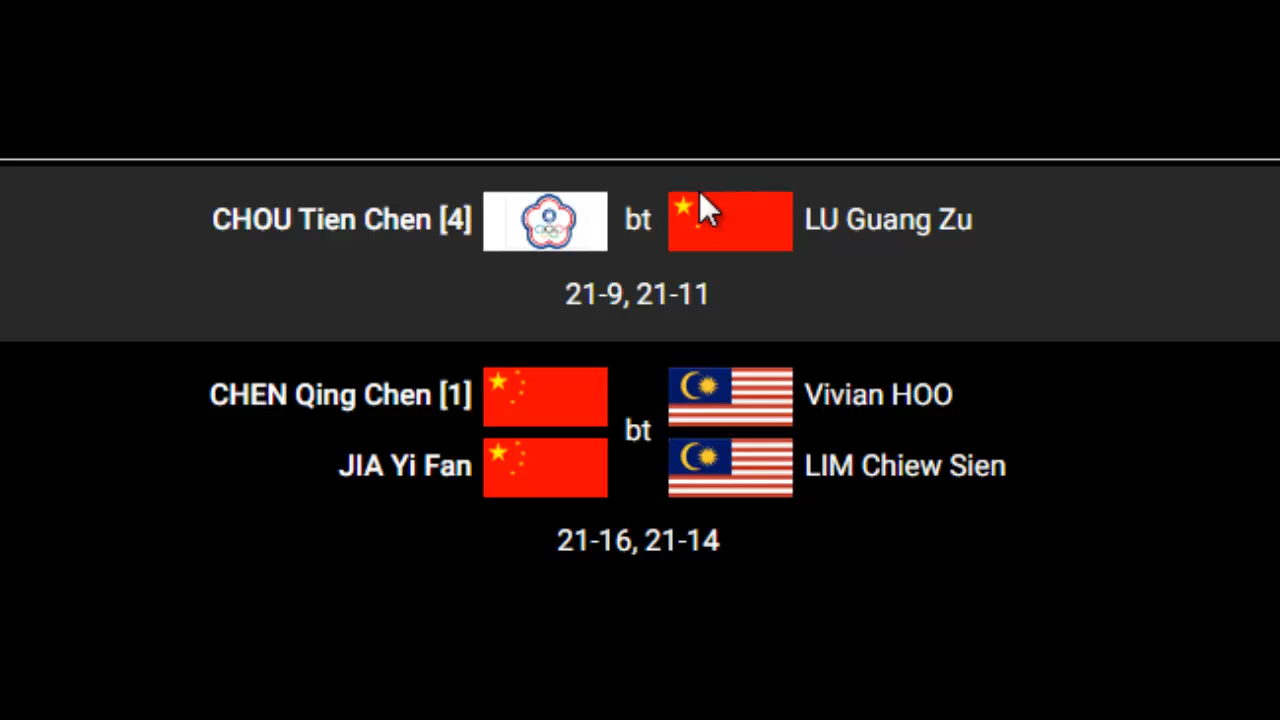 CHOU Tien Chen [4] bt LU Guang Zu
21-9, 21-11
CHEN Qing Chen [1] Vivian HOO
bt
JIA Yi Fan LIM Chiew Sien
21-16, 21-14